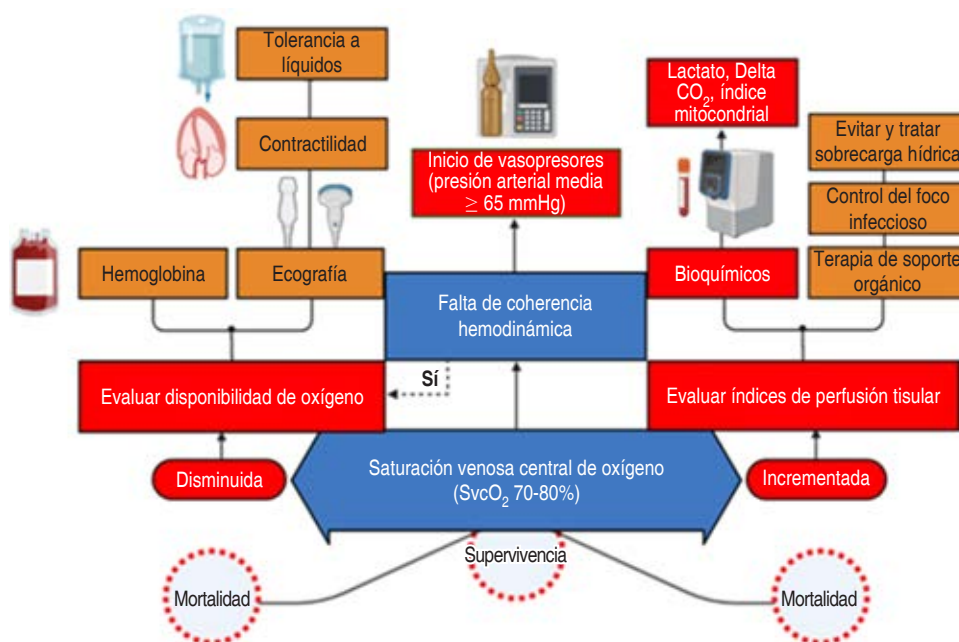 Tolerancia a
líquidos
Contractilidad
Hemoglobina
Ecografía
Inicio de vasopresores
(presión arterial media
≥ 65 mmHg)
Lactato, Delta
CO₂, índice
mitocondrial
Evitar y tratar
sobrecarga hídrica
Control del foco
infeccioso
Terapia de soporte
orgánico
Bioquímicos
Falta de coherencia
hemodinámica
Sí
Evaluar disponibilidad de oxígeno
Evaluar índices de perfusión tisular
Disminuida
Saturación venosa central de oxígeno
(SvcO₂ 70-80%)
Incrementada
Mortalidad
Supervivencia
Mortalidad